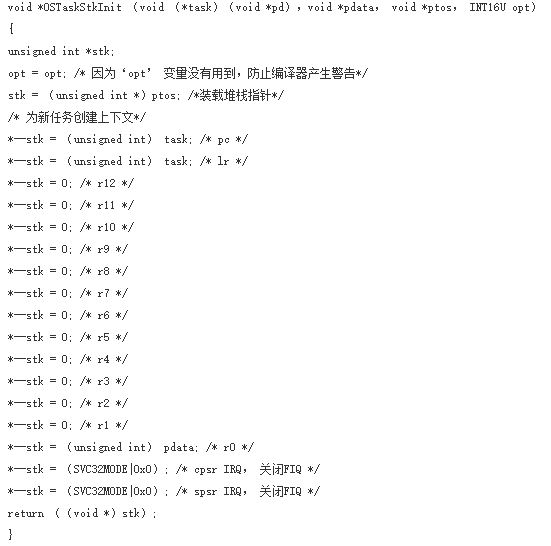 void *OSTaskStkInit （void （*task）（void *pd），void *pdata， void *ptos， INT16U opt）
{
unsigned int *stk;
opt = opt; /* 因为‘opt’ 变量没有用到，防止编译器产生警告*/
stk = （unsigned int *）ptos; /*装载堆栈指针*/
/* 为新任务创建上下文*/
*—stk = （unsigned int） task; /* pc */
*—stk = （unsigned int） task; /* lr */
*—stk = 0; /* r12 */
*—stk = 0; /* r11 */
*—stk = 0; /* r10 */
*—stk = 0; /* r9 */
*—stk = 0; /* r8 */
*—stk = 0; /* r7 */
*—stk = 0; /* r6 */
*—stk = 0; /* r5 */
*—stk = 0; /* r4 */
*—stk = 0; /* r3 */
*—stk = 0; /* r2 */
*—stk = 0; /* r1 */
*—stk = （unsigned int） pdata; /* r0 */
*—stk = （SVC32MODE|0x0）; /* cpsr IRQ， 关闭FIQ */
*—stk = （SVC32MODE|0x0）; /* spsr IRQ， 关闭FIQ */
return （（void *）stk）;
}